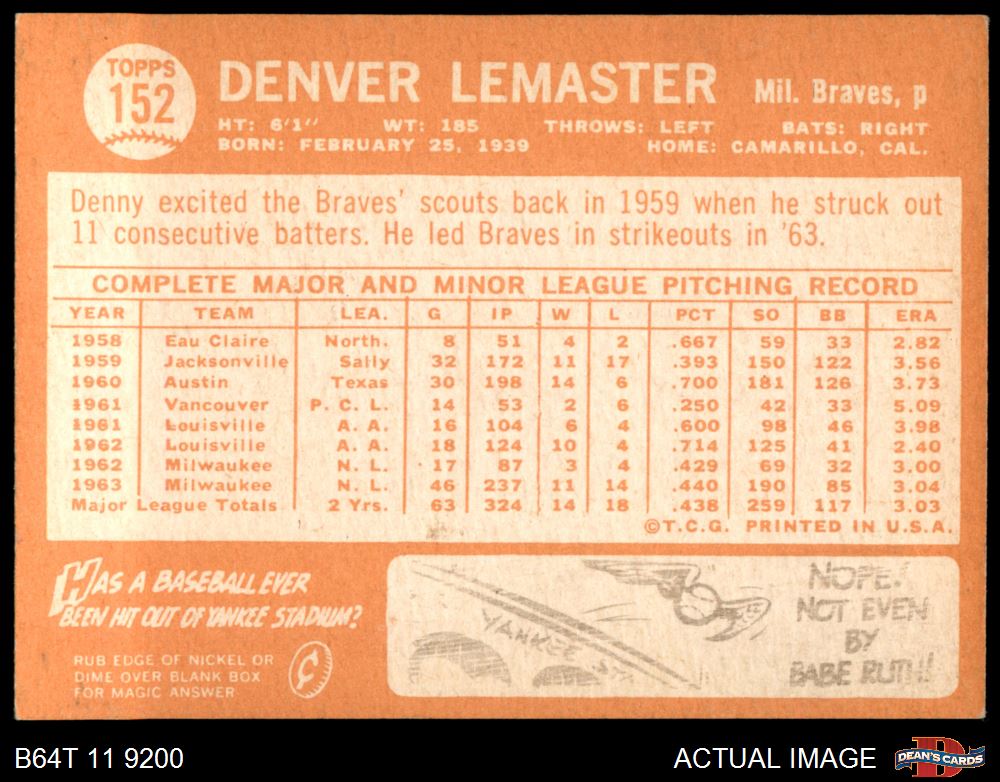 TOPPS
152
DENVER LEMASTER Mil. Braves, p
HT: 6'1" WT: 185 THROWS: LEFT BATS: RIGHT
BORN: FEBRUARY 25, 1939 HOME: CAMARILLO, CAL.
Denny excited the Braves' scouts back in 1959 when he struck out
11 consecutive batters. He led Braves in strikeouts in '63.
COMPLETE MAJOR AND MINOR LEAGUE PITCHING RECORD
YEAR TEAM LEA. G IP W L PCT SO BB ERA
1958 Eau Claire North. 8 51 4 2 .667 59 33 2.82
1959 Jacksonville Sally 32 172 11 17 .393 150 122 3.56
1960 Austin Texas 30 198 14 6 .700 181 126 3.73
1961 Vancouver P. C. L. 14 53 2 6 .250 42 33 5.09
1961 Louisville A. A. 16 104 6 4 .600 98 46 3.98
1962 Louisville A. A. 18 124 10 4 .714 125 41 2.40
1962 Milwaukee N. L. 17 87 3 4 .429 69 32 3.00
1963 Milwaukee N. L. 46 237 11 14 .440 190 85 3.04
Major League Totals 2 Yrs. 63 324 14 18 .438 259 117 3.03
©T.C.G. PRINTED IN U.S.A.
HAS A BASEBALL EVER
BEEN HIT OUT OF YANKEE STADIUM?
RUB EDGE OF NICKEL OR
DIME OVER BLANK BOX
FOR MAGIC ANSWER
YANKEE ST
NOPE!
NOT EVEN
BY
BABE RUTH!
B64T 11 9200
ACTUAL IMAGE
D
DEAN'S CARDS